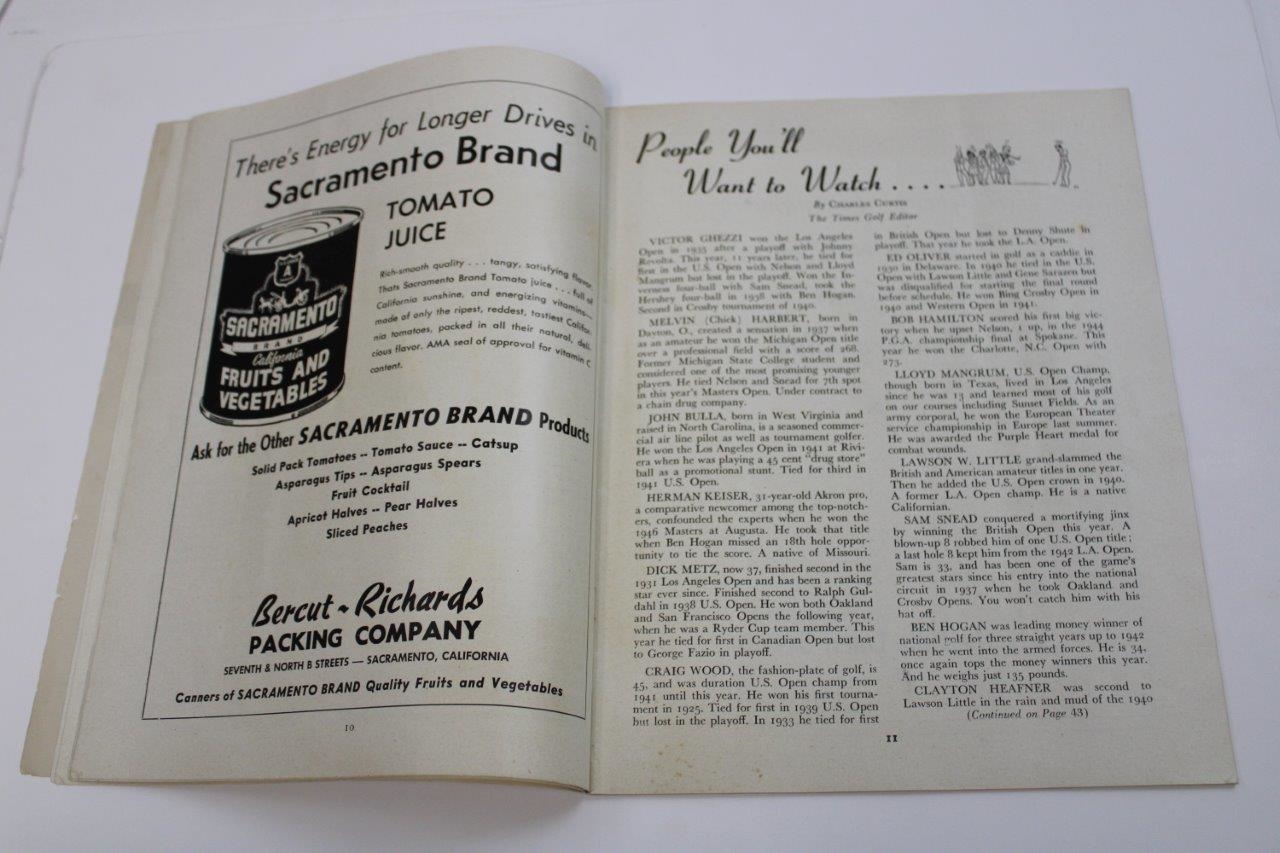 There's Energy for Longer Drives in
Sacramento Brand
TOMATO
JUICE
Rich-smooth quality . . . tangy, satisfying flavor.
Thats Sacramento Brand Tomato juice . . . full of
California sunshine, and energizing vitamins—
made of only the ripest, reddest, tastiest Califor-
nia tomatoes, packed in all their natural, deli-
cious flavor. AMA seal of approval for vitamin C
content.
SACRAMENTO
BRAND
California
FRUITS AND
VEGETABLES
Ask for the Other SACRAMENTO BRAND Products
Solid Pack Tomatoes -- Tomato Sauce -- Catsup
Asparagus Tips -- Asparagus Spears
Fruit Cocktail
Apricot Halves -- Pear Halves
Sliced Peaches
Bercut ~ Richards
PACKING COMPANY
SEVENTH & NORTH B STREETS — SACRAMENTO, CALIFORNIA
Canners of SACRAMENTO BRAND Quality Fruits and Vegetables
10
People You'll
Want to Watch . . . .
By CHARLES CURTIS
The Times Golf Editor
VICTOR GHEZZI won the Los Angeles
Open in 1935 after a playoff with Johnny
Revolta. This year, 11 years later, he tied for
first in the U.S. Open with Nelson and Lloyd
Mangrum but lost in the playoff. Won the In-
verness four-ball with Sam Snead, took the
Hershey four-ball in 1938 with Ben Hogan.
Second in Crosby tournament of 1940.
MELVIN (Chick) HARBERT, born in
Dayton, O., created a sensation in 1937 when
as an amateur he won the Michigan Open title
over a professional field with a score of 268.
Former Michigan State College student and
considered one of the most promising younger
players. He tied Nelson and Snead for 7th spot
in this year's Masters Open. Under contract to
a chain drug company.
JOHN BULLA, born in West Virginia and
raised in North Carolina, is a seasoned commer-
cial air line pilot as well as tournament golfer.
He won the Los Angeles Open in 1941 at Rivi-
era when he was playing a 45 cent "drug store"
ball as a promotional stunt. Tied for third in
1941 U.S. Open.
HERMAN KEISER, 31-year-old Akron pro,
a comparative newcomer among the top-notch-
ers, confounded the experts when he won the
1946 Masters at Augusta. He took that title
when Ben Hogan missed an 18th hole oppor-
tunity to tie the score. A native of Missouri.
DICK METZ, now 37, finished second in the
1931 Los Angeles Open and has been a ranking
star ever since. Finished second to Ralph Gul-
dahl in 1938 U.S. Open. He won both Oakland
and San Francisco Opens the following year,
when he was a Ryder Cup team member. This
year he tied for first in Canadian Open but lost
to George Fazio in playoff.
CRAIG WOOD, the fashion-plate of golf, is
45, and was duration U.S. Open champ from
1941 until this year. He won his first tourna-
ment in 1925. Tied for first in 1939 U.S. Open
but lost in the playoff. In 1933 he tied for first
in British Open but lost to Denny Shute in
playoff. That year he took the L.A. Open.
ED OLIVER started in golf as a caddie in
1930 in Delaware. In 1940 he tied in the U.S.
Open with Lawson Little and Gene Sarazen but
was disqualified for starting the final round
before schedule. He won Bing Crosby Open in
1940 and Western Open in 1941.
BOB HAMILTON scored his first big vic-
tory when he upset Nelson, 1 up, in the 1944
P.G.A. championship final at Spokane. This
year he won the Charlotte, N.C. Open with
273.
LLOYD MANGRUM, U.S. Open Champ,
though born in Texas, lived in Los Angeles
since he was 13 and learned most of his golf
on our courses including Sunset Fields. As an
army corporal, he won the European Theater
service championship in Europe last summer.
He was awarded the Purple Heart medal for
combat wounds.
LAWSON W. LITTLE grand-slammed the
British and American amateur titles in one year.
Then he added the U.S. Open crown in 1940.
A former L.A. Open champ. He is a native
Californian.
SAM SNEAD conquered a mortifying jinx
by winning the British Open this year. A
blown-up 8 robbed him of one U.S. Open title;
a last hole 8 kept him from the 1942 L.A. Open.
Sam is 33, and has been one of the game's
greatest stars since his entry into the national
circuit in 1937 when he took Oakland and
Crosby Opens. You won't catch him with his
hat off.
BEN HOGAN was leading money winner of
national golf for three straight years up to 1942
when he went into the armed forces. He is 34,
once again tops the money winners this year.
And he weighs just 135 pounds.
CLAYTON HEAFNER was second to
Lawson Little in the rain and mud of the 1940
(Continued on Page 43)
11